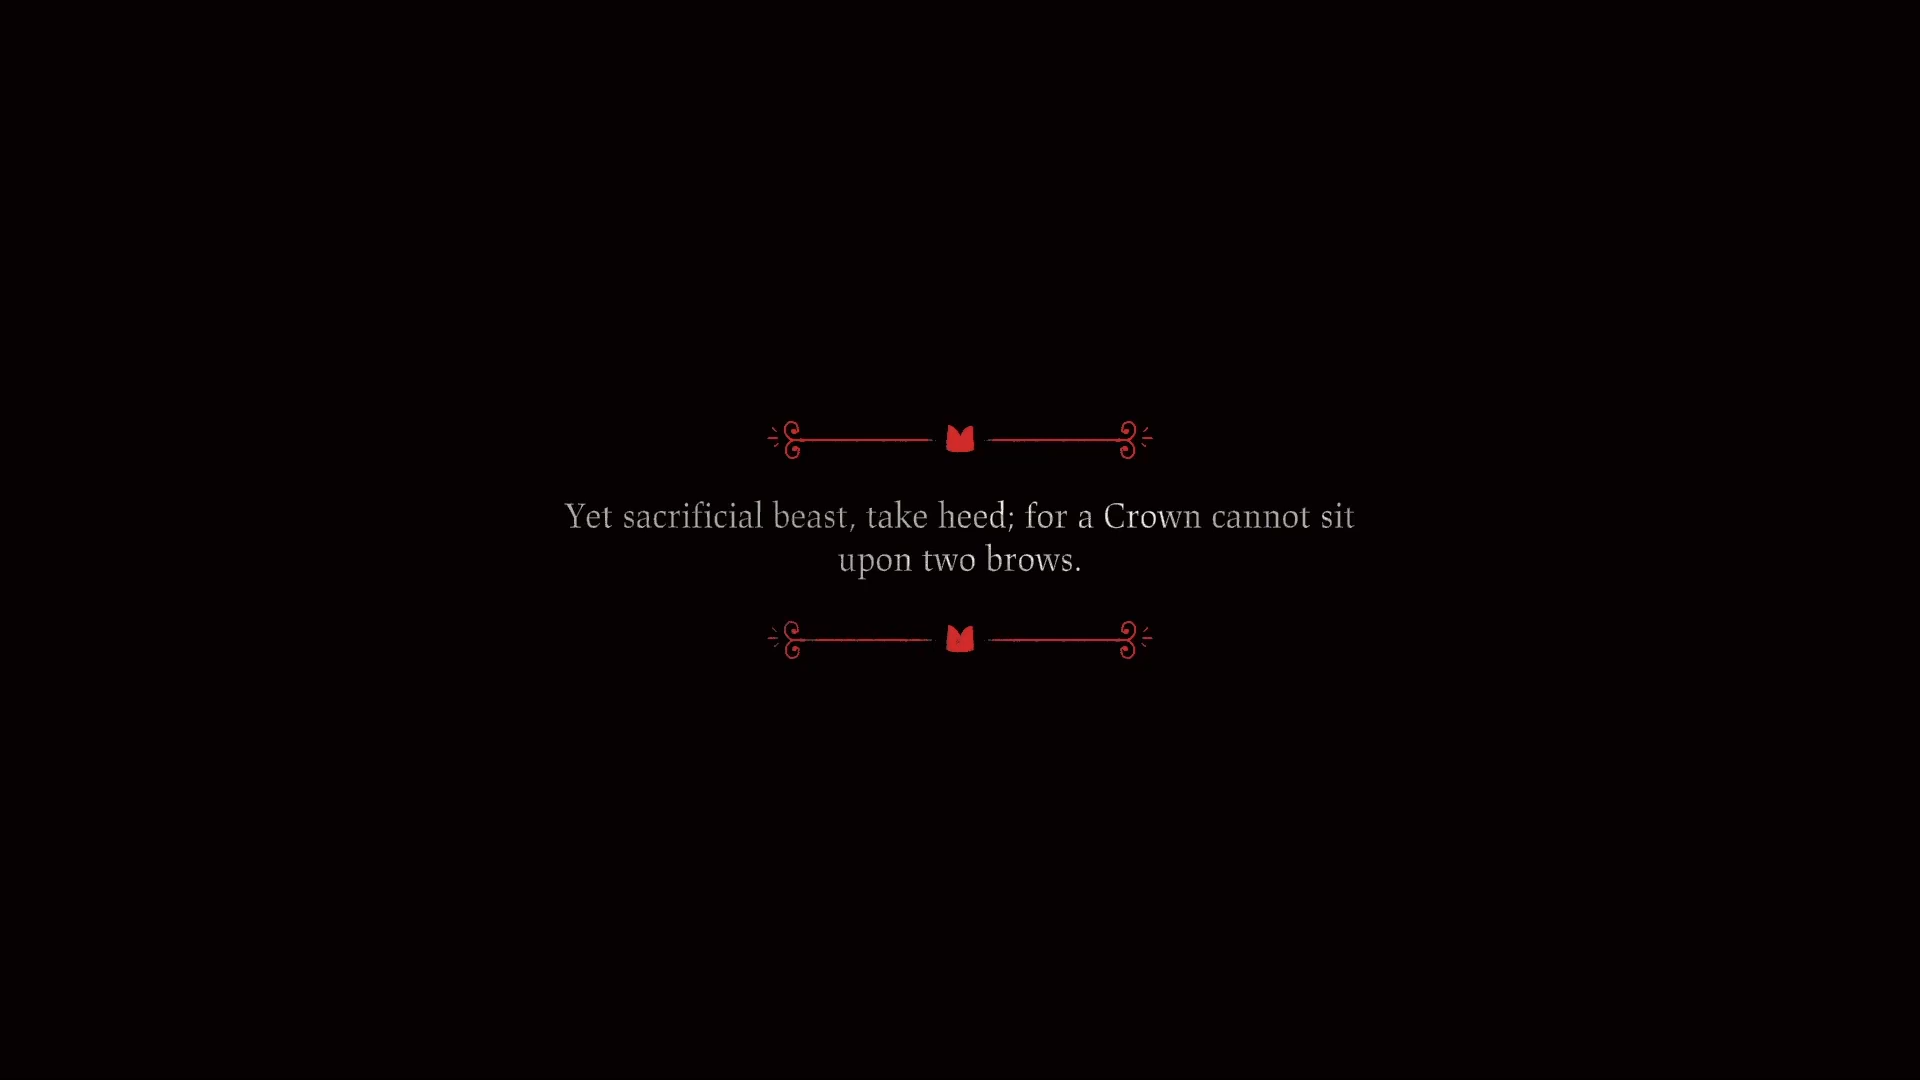 Yet sacrificial beast, take heed; for a Crown cannot sit
upon two brows.